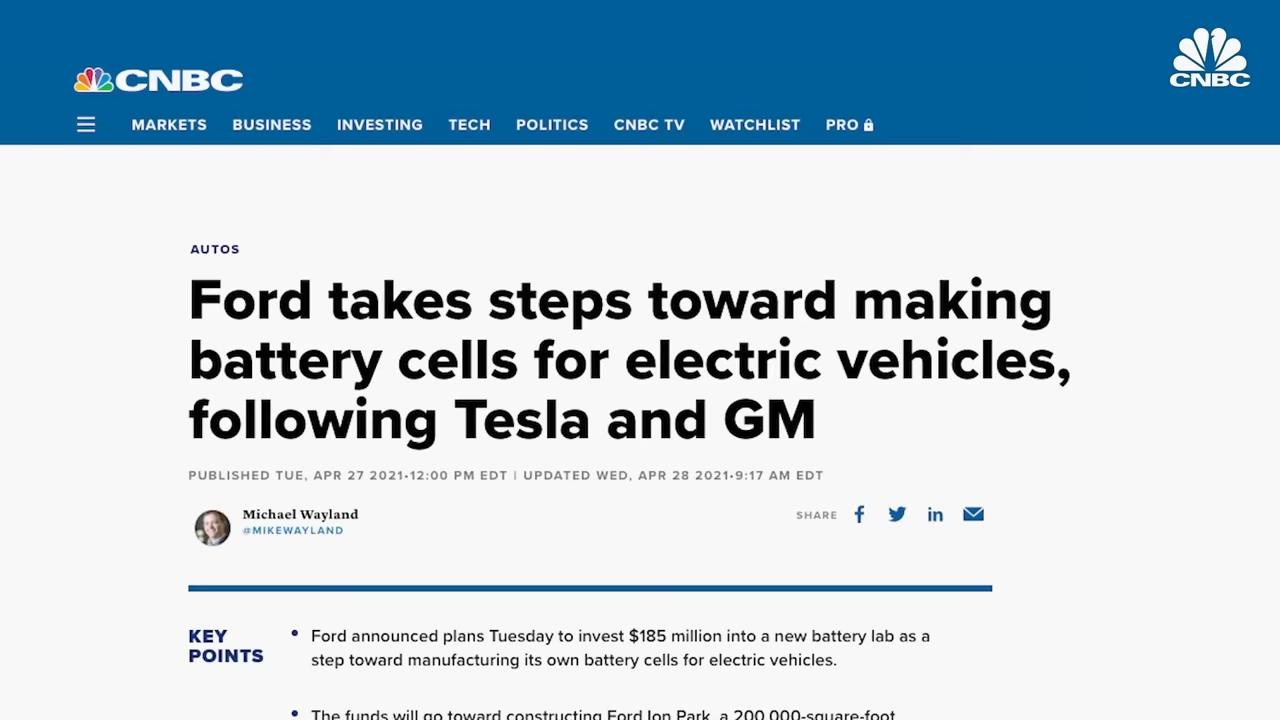 CNBC
CNBC
MARKETS BUSINESS INVESTING TECH POLITICS CNBC TV WATCHLIST PRO
AUTOS
Ford takes steps toward making
battery cells for electric vehicles,
following Tesla and GM
PUBLISHED TUE, APR 27 2021•12:00 PM EDT | UPDATED WED, APR 28 2021•9:17 AM EDT
Michael Wayland
@MIKEWAYLAND
SHARE
KEY
POINTS
• Ford announced plans Tuesday to invest $185 million into a new battery lab as a
step toward manufacturing its own battery cells for electric vehicles.
• The funds will go toward constructing Ford Ion Park, a 200,000-square-foot